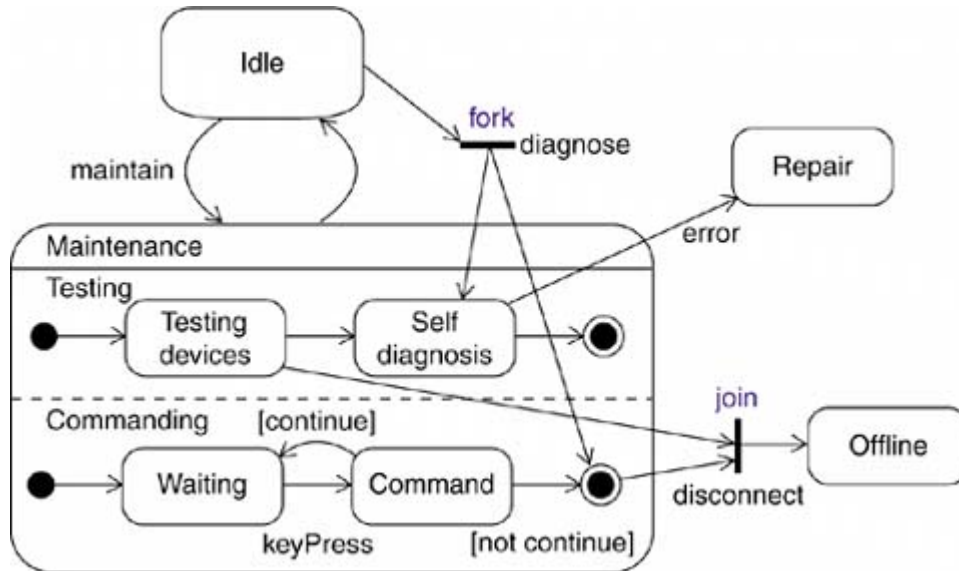 Idle
fork
diagnose
Repair
maintain
error
Maintenance
Testing
Testing
devices
Self
diagnosis
join
Commanding
[continue]
Offline
Waiting
Command
disconnect
keyPress
[not continue]